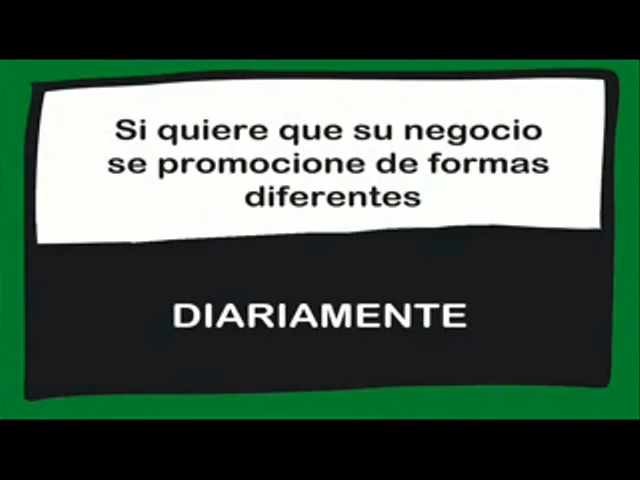 Si quiere que su negocio
se promocione de formas
diferentes
DIARIAMENTE